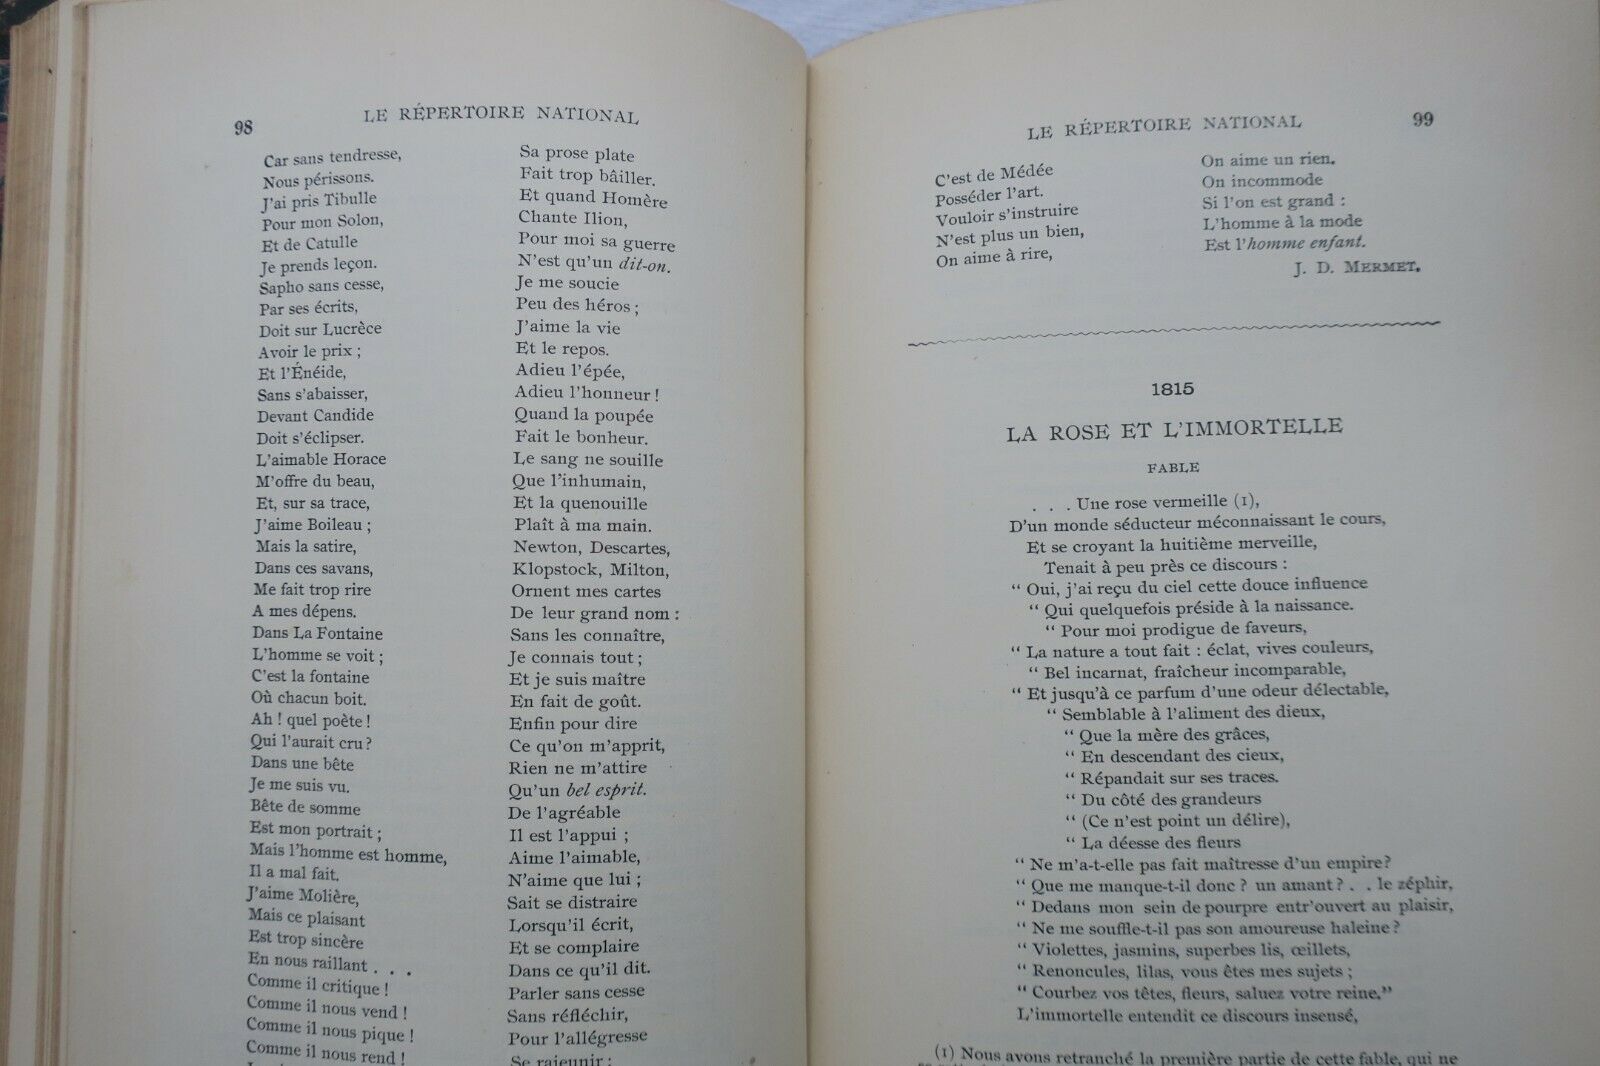 98
LE RÉPERTOIRE NATIONAL
Car sans tendresse,
Nous périssons.
J'ai pris Tibulle
Pour mon Solon,
Et de Catulle
Je prends leçon.
Sapho sans cesse,
Par ses écrits,
Doit sur Lucrèce
Avoir le prix ;
Et l'Énéide,
Sans s'abaisser,
Devant Candide
Doit s'éclipser.
L'aimable Horace
M'offre du beau,
Et, sur sa trace,
J'aime Boileau ;
Mais la satire,
Dans ces savans,
Me fait trop rire
A mes dépens.
Dans La Fontaine
L'homme se voit ;
C'est la fontaine
Où chacun boit.
Ah ! quel poète !
Qui l'aurait cru ?
Dans une bête
Je me suis vu.
Bête de somme
Est mon portrait ;
Mais l'homme est homme,
Il a mal fait.
J'aime Molière,
Mais ce plaisant
Est trop sincère
En nous raillant . . .
Comme il critique !
Comme il nous vend !
Comme il nous pique !
Comme il nous rend !
Sa prose plate
Fait trop bâiller.
Et quand Homère
Chante Ilion,
Pour moi sa guerre
N'est qu'un dit-on.
Je me soucie
Peu des héros ;
J'aime la vie
Et le repos.
Adieu l'épée,
Adieu l'honneur !
Quand la poupée
Fait le bonheur.
Le sang ne souille
Que l'inhumain,
Et la quenouille
Plaît à ma main.
Newton, Descartes,
Klopstock, Milton,
Ornent mes cartes
De leur grand nom :
Sans les connaître,
Je connais tout ;
Et je suis maître
En fait de goût.
Enfin pour dire
Ce qu'on m'apprit,
Rien ne m'attire
Qu'un bel esprit.
De l'agréable
Il est l'appui ;
Aime l'aimable,
N'aime que lui ;
Sait se distraire
Lorsqu'il écrit,
Et se complaire
Dans ce qu'il dit.
Parler sans cesse
Sans réfléchir,
Pour l'allégresse
Se rajeunir ;
LE RÉPERTOIRE NATIONAL
99
C'est de Médée
Posséder l'art.
Vouloir s'instruire
N'est plus un bien,
On aime à rire,
On aime un rien.
On incommode
Si l'on est grand :
L'homme à la mode
Est l'homme enfant.
J. D. MERMET.
1815
LA ROSE ET L'IMMORTELLE
FABLE
. . . Une rose vermeille (1),
D'un monde séducteur méconnaissant le cours,
Et se croyant la huitième merveille,
Tenait à peu près ce discours :
“ Oui, j'ai reçu du ciel cette douce influence
“ Qui quelquefois préside à la naissance.
“ Pour moi prodigue de faveurs,
“ La nature a tout fait : éclat, vives couleurs,
“ Bel incarnat, fraîcheur incomparable,
“ Et jusqu'à ce parfum d'une odeur délectable,
“ Semblable à l'aliment des dieux,
“ Que la mère des grâces,
“ En descendant des cieux,
“ Répandait sur ses traces.
“ Du côté des grandeurs
“ (Ce n'est point un délire),
“ La déesse des fleurs
“ Ne m'a-t-elle pas fait maîtresse d'un empire ?
“ Que me manque-t-il donc ? un amant ? . . le zéphir,
“ Dedans mon sein de pourpre entr'ouvert au plaisir,
“ Ne me souffle-t-il pas son amoureuse haleine ?
“ Violettes, jasmins, superbes lis, œillets,
“ Renoncules, lilas, vous êtes mes sujets ;
“ Courbez vos têtes, fleurs, saluez votre reine.”
L'immortelle entendit ce discours insensé,
(1) Nous avons retranché la première partie de cette fable, qui ne